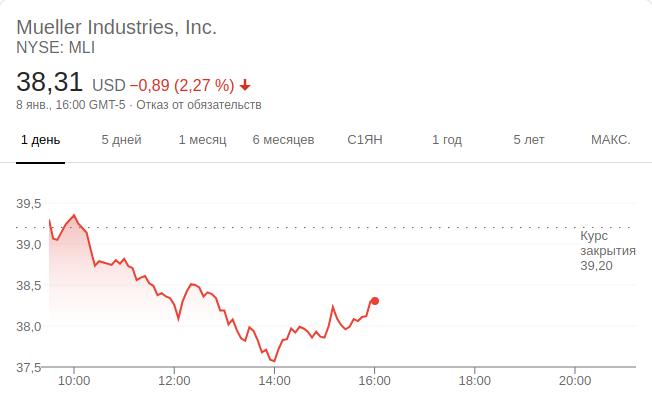 Mueller Industries, Inc.
NYSE: MLI
38,31 USD −0,89 (2,27 %)
8 янв., 16:00 GMT-5 · Отказ от обязательств
1 день 5 дней 1 месяц 6 месяцев С1ЯН 1 год 5 лет МАКС.
39,5
Курс
закрытия
39,20
39,0
38,5
38,0
37,5
10:00 12:00 14:00 16:00 18:00 20:00